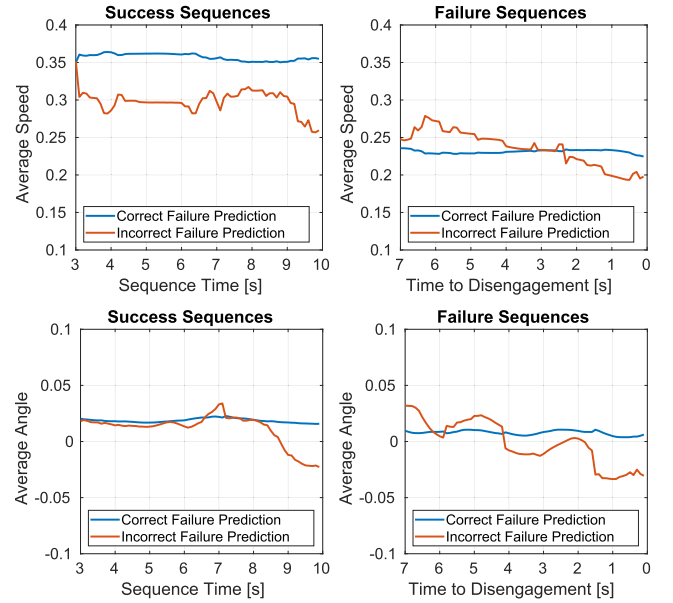 Success Sequences
0.4
0.35
0.3
0.25
0.2
0.15
0.1
Average Speed
Correct Failure Prediction
Incorrect Failure Prediction
3 4 5 6 7 8 9 10
Sequence Time [s]
Failure Sequences
0.4
0.35
0.3
0.25
0.2
0.15
0.1
Average Speed
Correct Failure Prediction
Incorrect Failure Prediction
7 6 5 4 3 2 1 0
Time to Disengagement [s]
Success Sequences
0.1
0.05
0
-0.05
-0.1
Average Angle
Correct Failure Prediction
Incorrect Failure Prediction
3 4 5 6 7 8 9 10
Sequence Time [s]
Failure Sequences
0.1
0.05
0
-0.05
-0.1
Average Angle
Correct Failure Prediction
Incorrect Failure Prediction
7 6 5 4 3 2 1 0
Time to Disengagement [s]